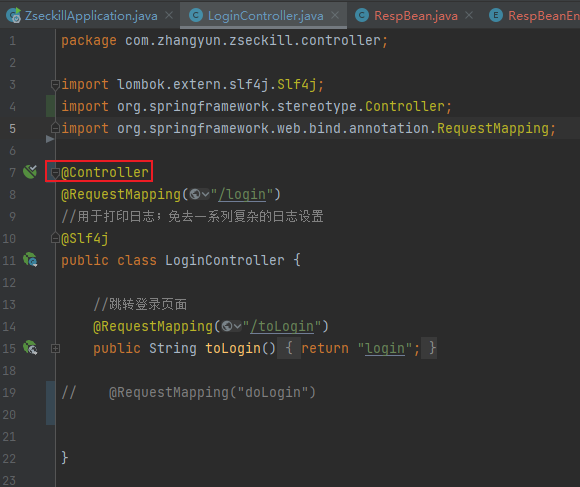 ZseckillApplication.java LoginController.java RespBean.java RespBeanEn
1 package com.zhangyun.zseckill.controller;
2
3 import lombok.extern.slf4j.Slf4j;
4 import org.springframework.stereotype.Controller;
5 import org.springframework.web.bind.annotation.RequestMapping;
6
7 @Controller
8 @RequestMapping("/login")
9 //用于打印日志；免去一系列复杂的日志设置
10 @Slf4j
11 public class LoginController {
12
13 //跳转登录页面
14 @RequestMapping("/toLogin")
15 public String toLogin() { return "login"; }
18
19 // @RequestMapping("doLogin")
20
21
22 }
23